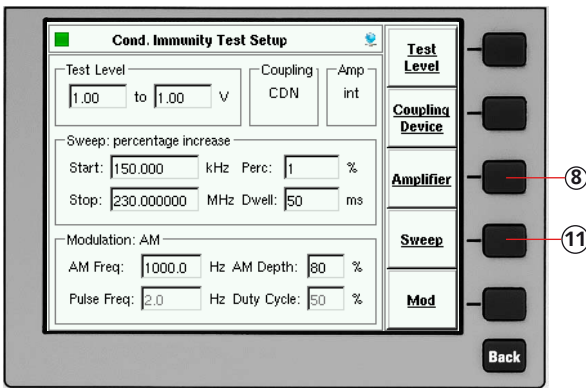 Cond. Immunity Test Setup
Test Level
1.00 to 1.00 V
Coupling
CDN
Amp
int
Sweep: percentage increase
Start: 150.000 kHz Perc: 1 %
Stop: 230.000000 MHz Dwell: 50 ms
Modulation: AM
AM Freq: 1000.0 Hz AM Depth: 80 %
Pulse Freq: 2.0 Hz Duty Cycle: 50 %
Test
Level
Coupling
Device
Amplifier
8
Sweep
11
Mod
Back